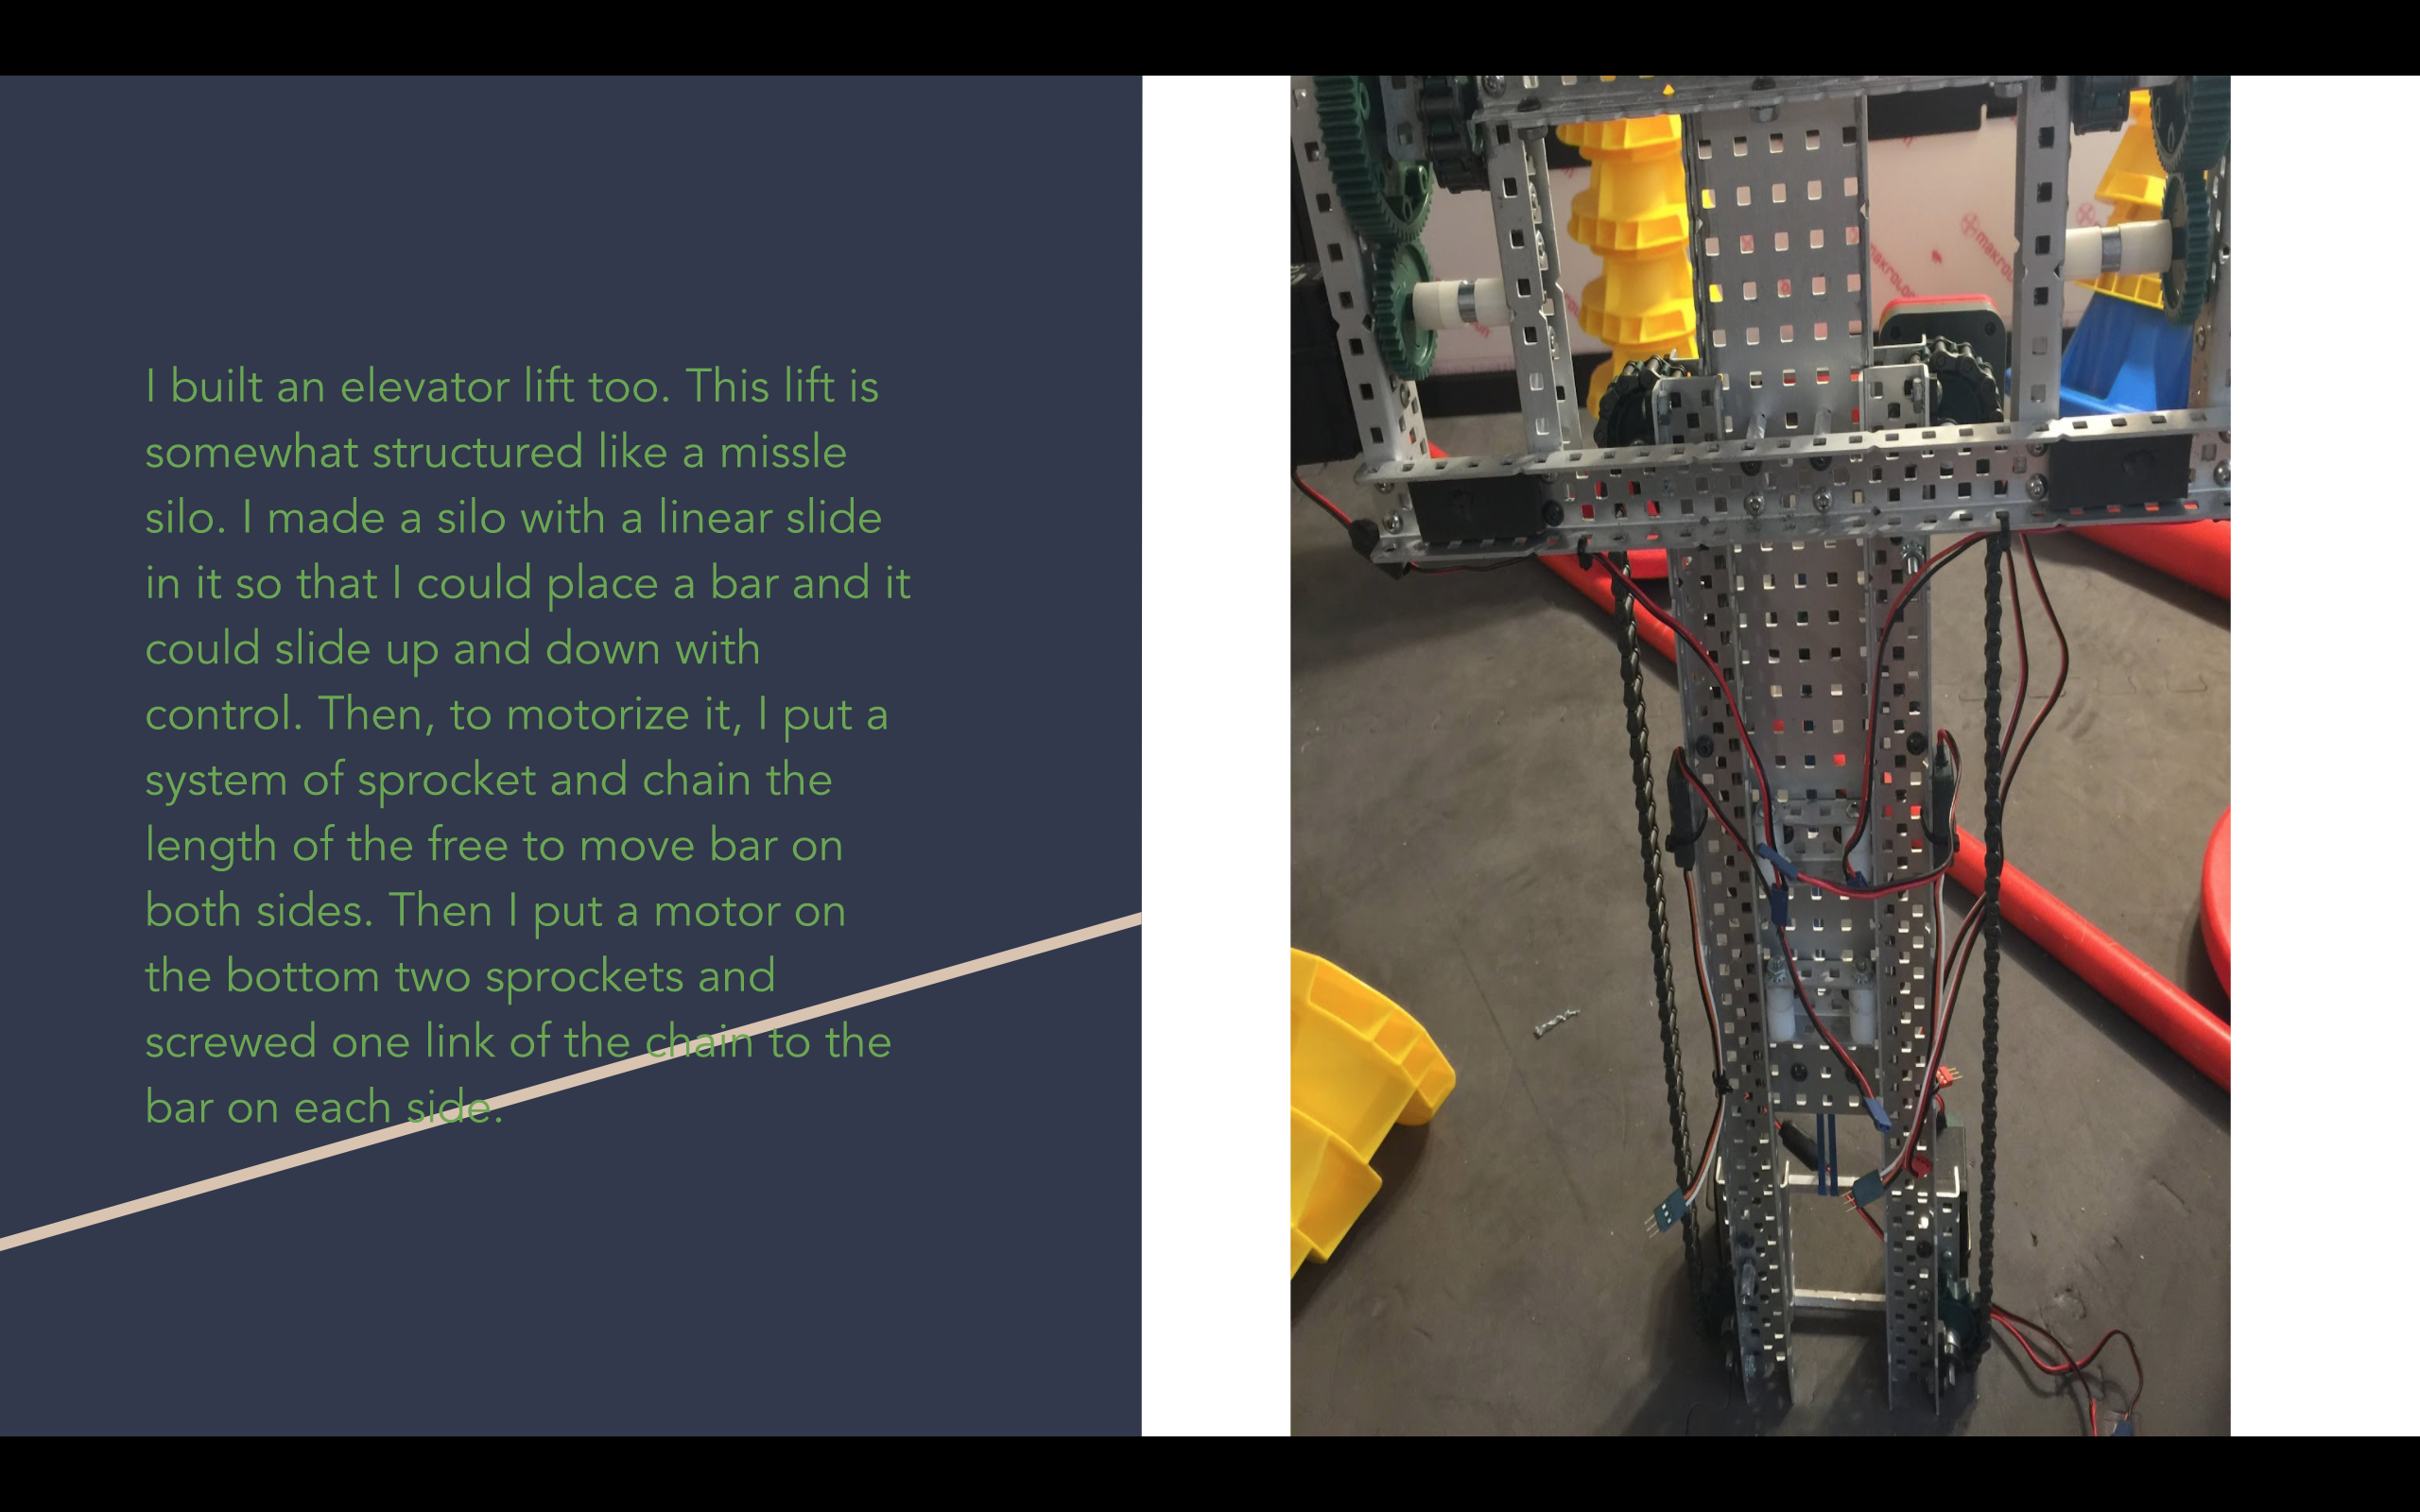 I built an elevator lift too. This lift is
somewhat structured like a missle
silo. I made a silo with a linear slide
in it so that I could place a bar and it
could slide up and down with
control. Then, to motorize it, I put a
system of sprocket and chain the
length of the free to move bar on
both sides. Then I put a motor on
the bottom two sprockets and
screwed one link of the chain to the
bar on each side.
makrolon